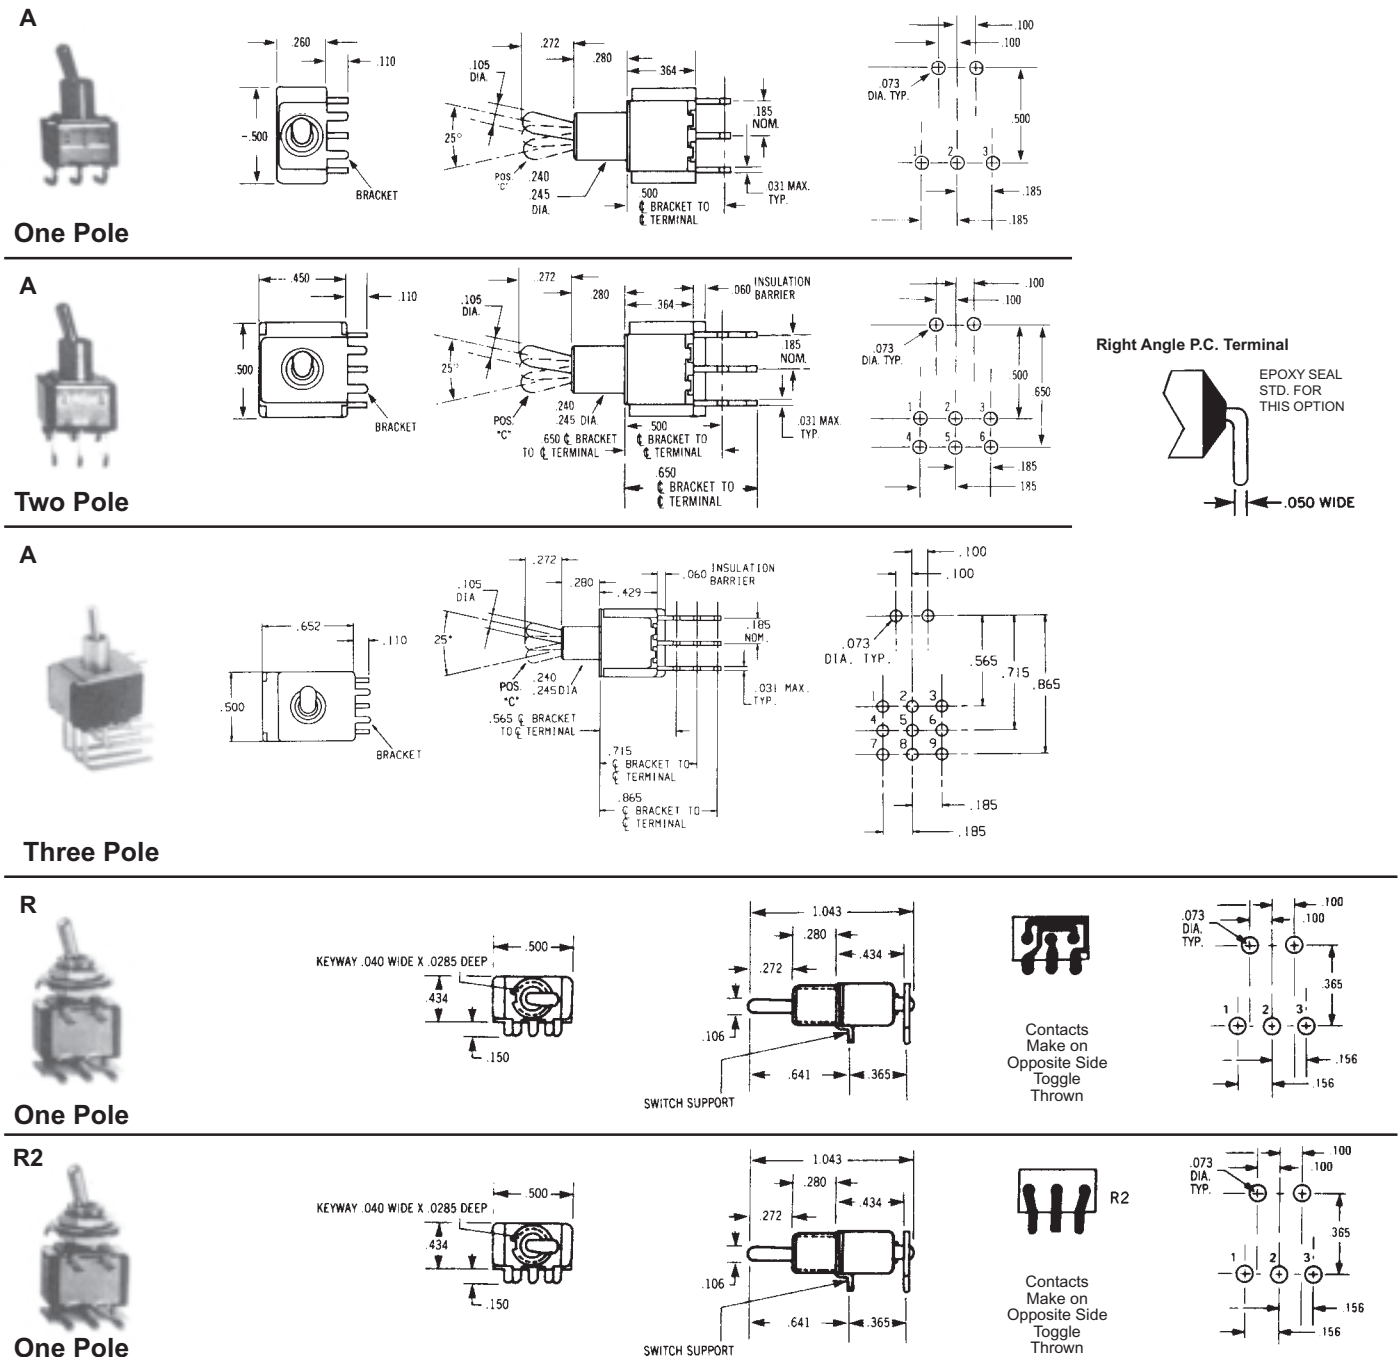 A
.260
.110
.500
BRACKET
.272
.280
.364
.105
DIA.
25°
POS.
"C"
.240
.245
DIA.
.185
NOM.
.031 MAX.
TYP.
.500
℄ BRACKET TO
℄ TERMINAL
.100
.100
.073
DIA. TYP.
.500
1 2 3
.185
.185
One Pole
A
.450
.110
.500
BRACKET
.272
.280
.364
.060 INSULATION
BARRIER
.105
DIA.
25°
POS.
"C"
.240
.245 DIA.
.185
NOM.
.031 MAX.
TYP.
.650 ℄ BRACKET
TO ℄ TERMINAL
.500
℄ BRACKET TO
℄ TERMINAL
.650
℄ BRACKET TO
℄ TERMINAL
.100
.100
.073
DIA. TYP.
.500
.650
1 2 3
4 5 6
.185
.185
Two Pole
Right Angle P.C. Terminal
EPOXY SEAL
STD. FOR
THIS OPTION
.050 WIDE
A
.652
.110
.500
BRACKET
.272
.280
.429
.060 INSULATION
BARRIER
.105
DIA
25°
POS.
"C"
.240
.245DIA
.185
NOM.
.031 MAX.
TYP.
.565 ℄ BRACKET
TO ℄ TERMINAL
.715
℄ BRACKET TO
℄ TERMINAL
.865
℄ BRACKET TO
℄ TERMINAL
.100
.100
.073
DIA. TYP.
.565
.715
.865
1 2 3
4 5 6
7 8 9
.185
.185
Three Pole
R
KEYWAY .040 WIDE X .0285 DEEP
.500
.434
.150
1.043
.280
.434
.272
.106
.641
.365
SWITCH SUPPORT
Contacts
Make on
Opposite Side
Toggle
Thrown
.073
DIA.
TYP.
.100
.100
.365
1 2 3
.156
.156
One Pole
R2
KEYWAY .040 WIDE X .0285 DEEP
.500
.434
.150
1.043
.280
.434
.272
.106
.641
.365
SWITCH SUPPORT
R2
Contacts
Make on
Opposite Side
Toggle
Thrown
.073
DIA.
TYP.
.100
.100
.365
1 2 3
.156
.156
One Pole